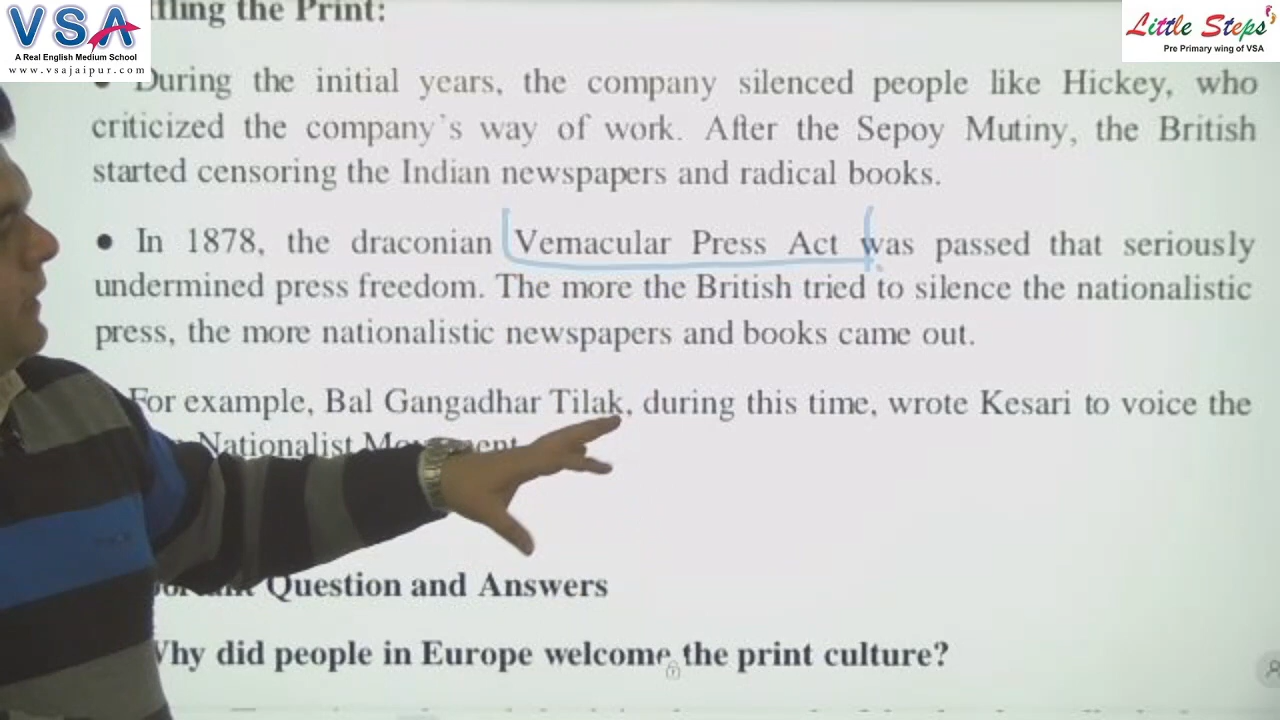 VSA
A Real English Medium School
www.vsajaipur.com
Little Steps
Pre Primary wing of VSA
the Print:
During the initial years, the company silenced people like Hickey, who
criticized the company's way of work. After the Sepoy Mutiny, the British
started censoring the Indian newspapers and radical books.
● In 1878, the draconian Vernacular Press Act was passed that seriously
undermined press freedom. The more the British tried to silence the nationalistic
press, the more nationalistic newspapers and books came out.
For example, Bal Gangadhar Tilak, during this time, wrote Kesari to voice the
Nationalist
Question and Answers
Why did people in Europe welcome the print culture?